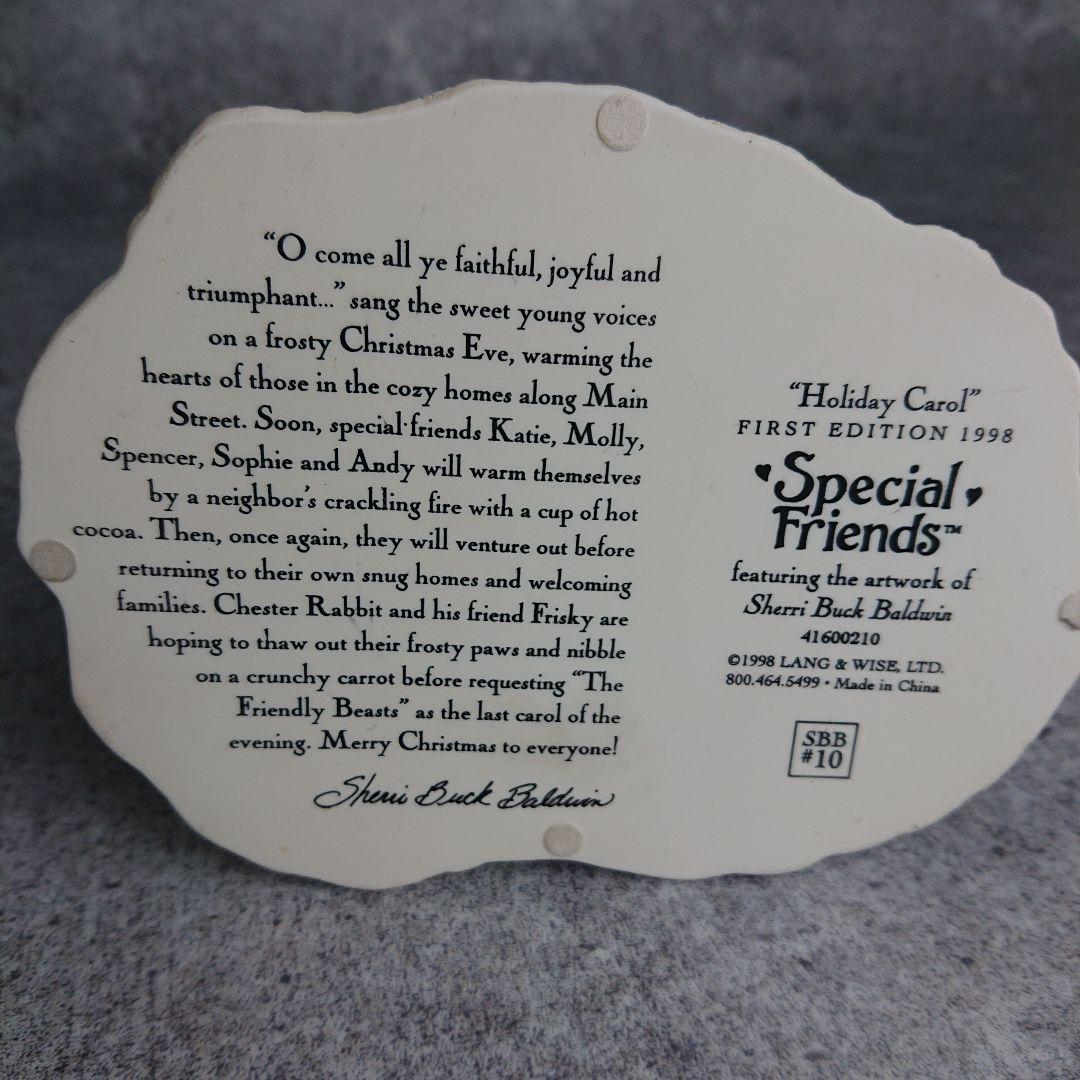 “O come all ye faithful, joyful and
triumphant...” sang the sweet young voices
on a frosty Christmas Eve, warming the
hearts of those in the cozy homes along Main
Street. Soon, special friends Katie, Molly,
Spencer, Sophie and Andy will warm themselves
by a neighbor's crackling fire with a cup of hot
cocoa. Then, once again, they will venture out before
returning to their own snug homes and welcoming
families. Chester Rabbit and his friend Frisky are
hoping to thaw out their frosty paws and nibble
on a crunchy carrot before requesting “The
Friendly Beasts” as the last carol of the
evening. Merry Christmas to everyone!
Sherri Buck Baldwin
“Holiday Carol”
FIRST EDITION 1998
Special
Friends™
featuring the artwork of
Sherri Buck Baldwin
41600210
©1998 LANG & WISE, LTD.
800.464.5499 • Made in China
SBB
#10